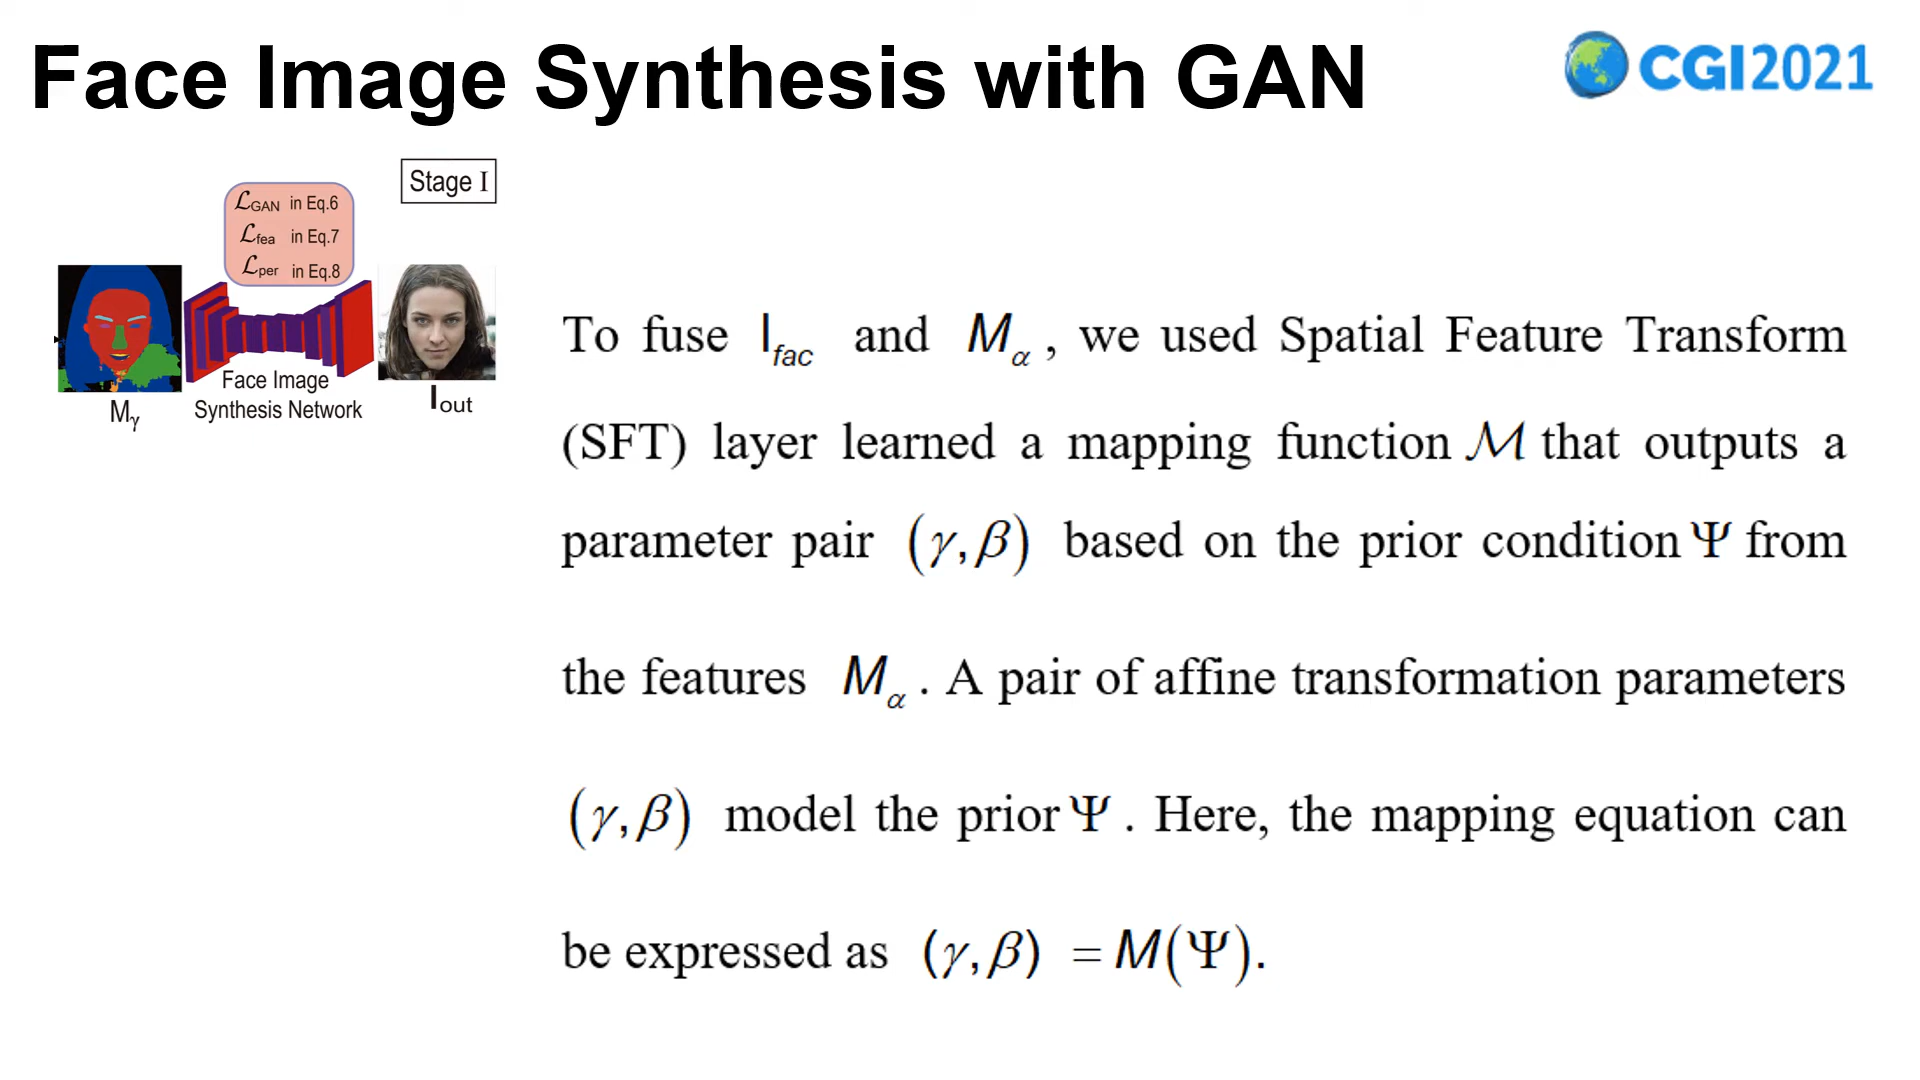 Face Image Synthesis with GAN
CGI2021
Stage I
ℒGAN in Eq.6
ℒfea in Eq.7
ℒper in Eq.8
Face Image
Synthesis Network
Mγ
Iout
To fuse I_fac and M_α, we used Spatial Feature Transform
(SFT) layer learned a mapping function ℳ that outputs a
parameter pair (γ,β) based on the prior condition Ψ from
the features M_α. A pair of affine transformation parameters
(γ,β) model the prior Ψ. Here, the mapping equation can
be expressed as (γ,β) = M(Ψ).